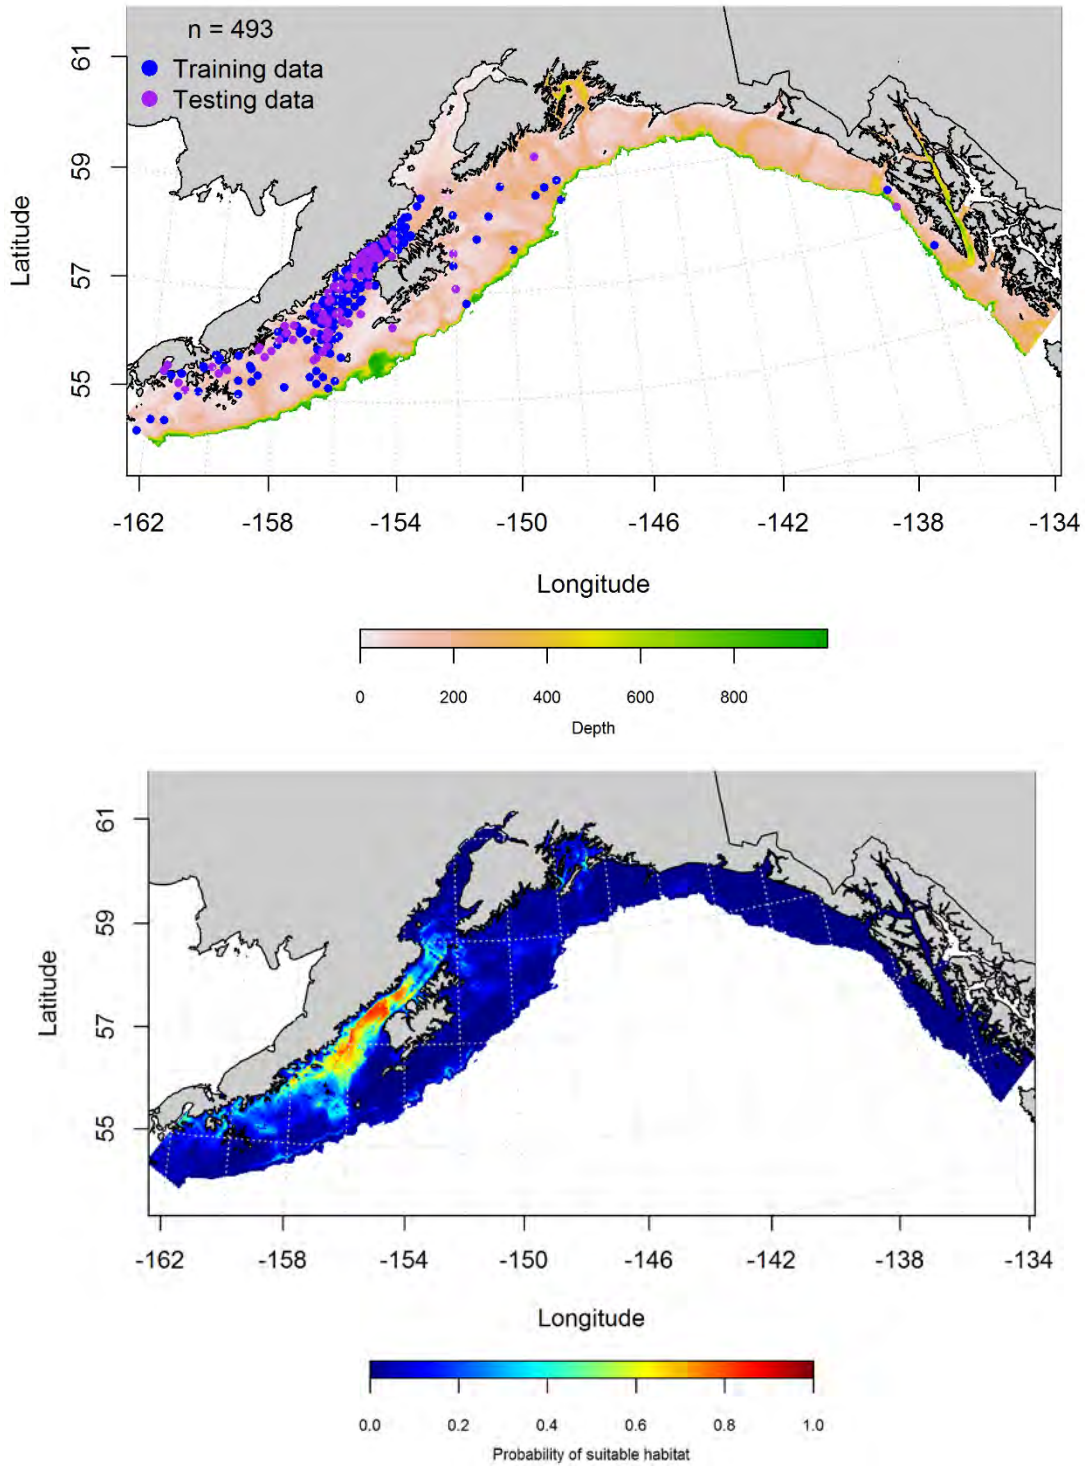 n = 493
Training data
Testing data
61
59
57
55
Latitude
-162 -158 -154 -150 -146 -142 -138 -134
Longitude
0 200 400 600 800
Depth
61
59
57
55
Latitude
-162 -158 -154 -150 -146 -142 -138 -134
Longitude
0.0 0.2 0.4 0.6 0.8 1.0
Probability of suitable habitat